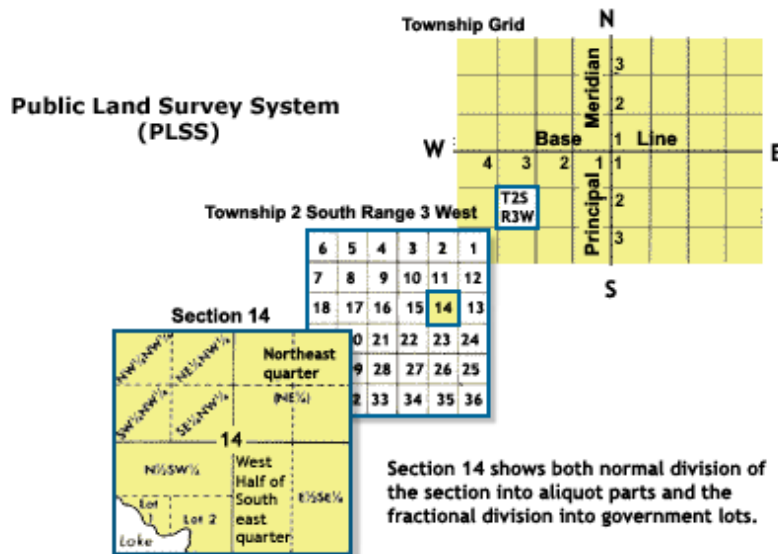 Township Grid
N
Public Land Survey System
(PLSS)
Meridian
3
2
1
W
Base
Line
E
4 3 2 1 1
T2S
R3W
Principal
2
3
S
Township 2 South Range 3 West
6 5 4 3 2 1
7 8 9 10 11 12
18 17 16 15 14 13
0 21 22 23 24
9 28 27 26 25
2 33 34 35 36
Section 14
NW¼NW¼
NE¼NW¼
Northeast
quarter
(NE¼)
SW¼NW¼
SE¼NW¼
14
N½SW¼
West
Half of
South
east
quarter
E½SE¼
Lot
1
Lot 2
Lake
Section 14 shows both normal division of
the section into aliquot parts and the
fractional division into government lots.